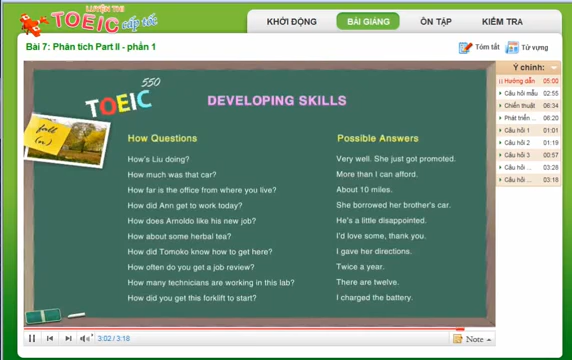 LUYỆN THI
TOEIC cấp tốc
KHỞI ĐỘNG
BÀI GIẢNG
ÔN TẬP
KIỂM TRA
Bài 7: Phân tích Part II - phần 1
Tóm tắt
Từ vựng
TOEIC 550
DEVELOPING SKILLS
fall
(n)
How Questions Possible Answers
How's Liu doing? Very well. She just got promoted.
How much was that car? More than I can afford.
How far is the office from where you live? About 10 miles.
How did Ann get to work today? She borrowed her brother's car.
How does Arnoldo like his new job? He's a little disappointed.
How about some herbal tea? I'd love some, thank you.
How did Tomoko know how to get here? I gave her directions.
How often do you get a job review? Twice a year.
How many technicians are working in this lab? There are twelve.
How did you get this forklift to start? I charged the battery.
3:02 / 3:18
Note
Ý chính:
Hướng dẫn 05:00
Câu hỏi mẫu 02:55
Chiến thuật 06:34
Phát triển ... 06:20
Câu hỏi 1 01:01
Câu hỏi 2 01:19
Câu hỏi 3 00:57
Câu hỏi ... 03:28
Câu hỏi ... 03:18